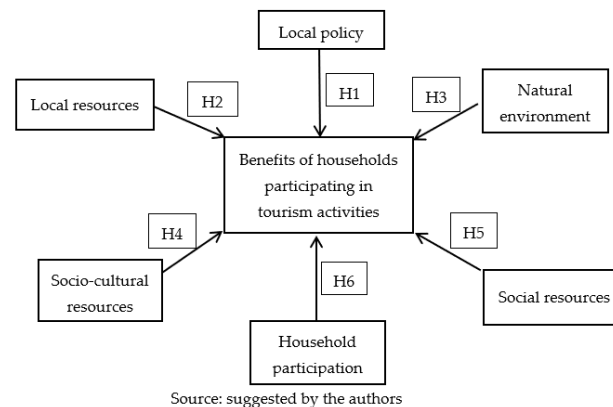 Local policy
Local resources
H2
H1
H3
Natural
environment
Benefits of households
participating in
tourism activities
H4
H5
Socio-cultural
resources
H6
Social resources
Household
participation
Source: suggested by the authors